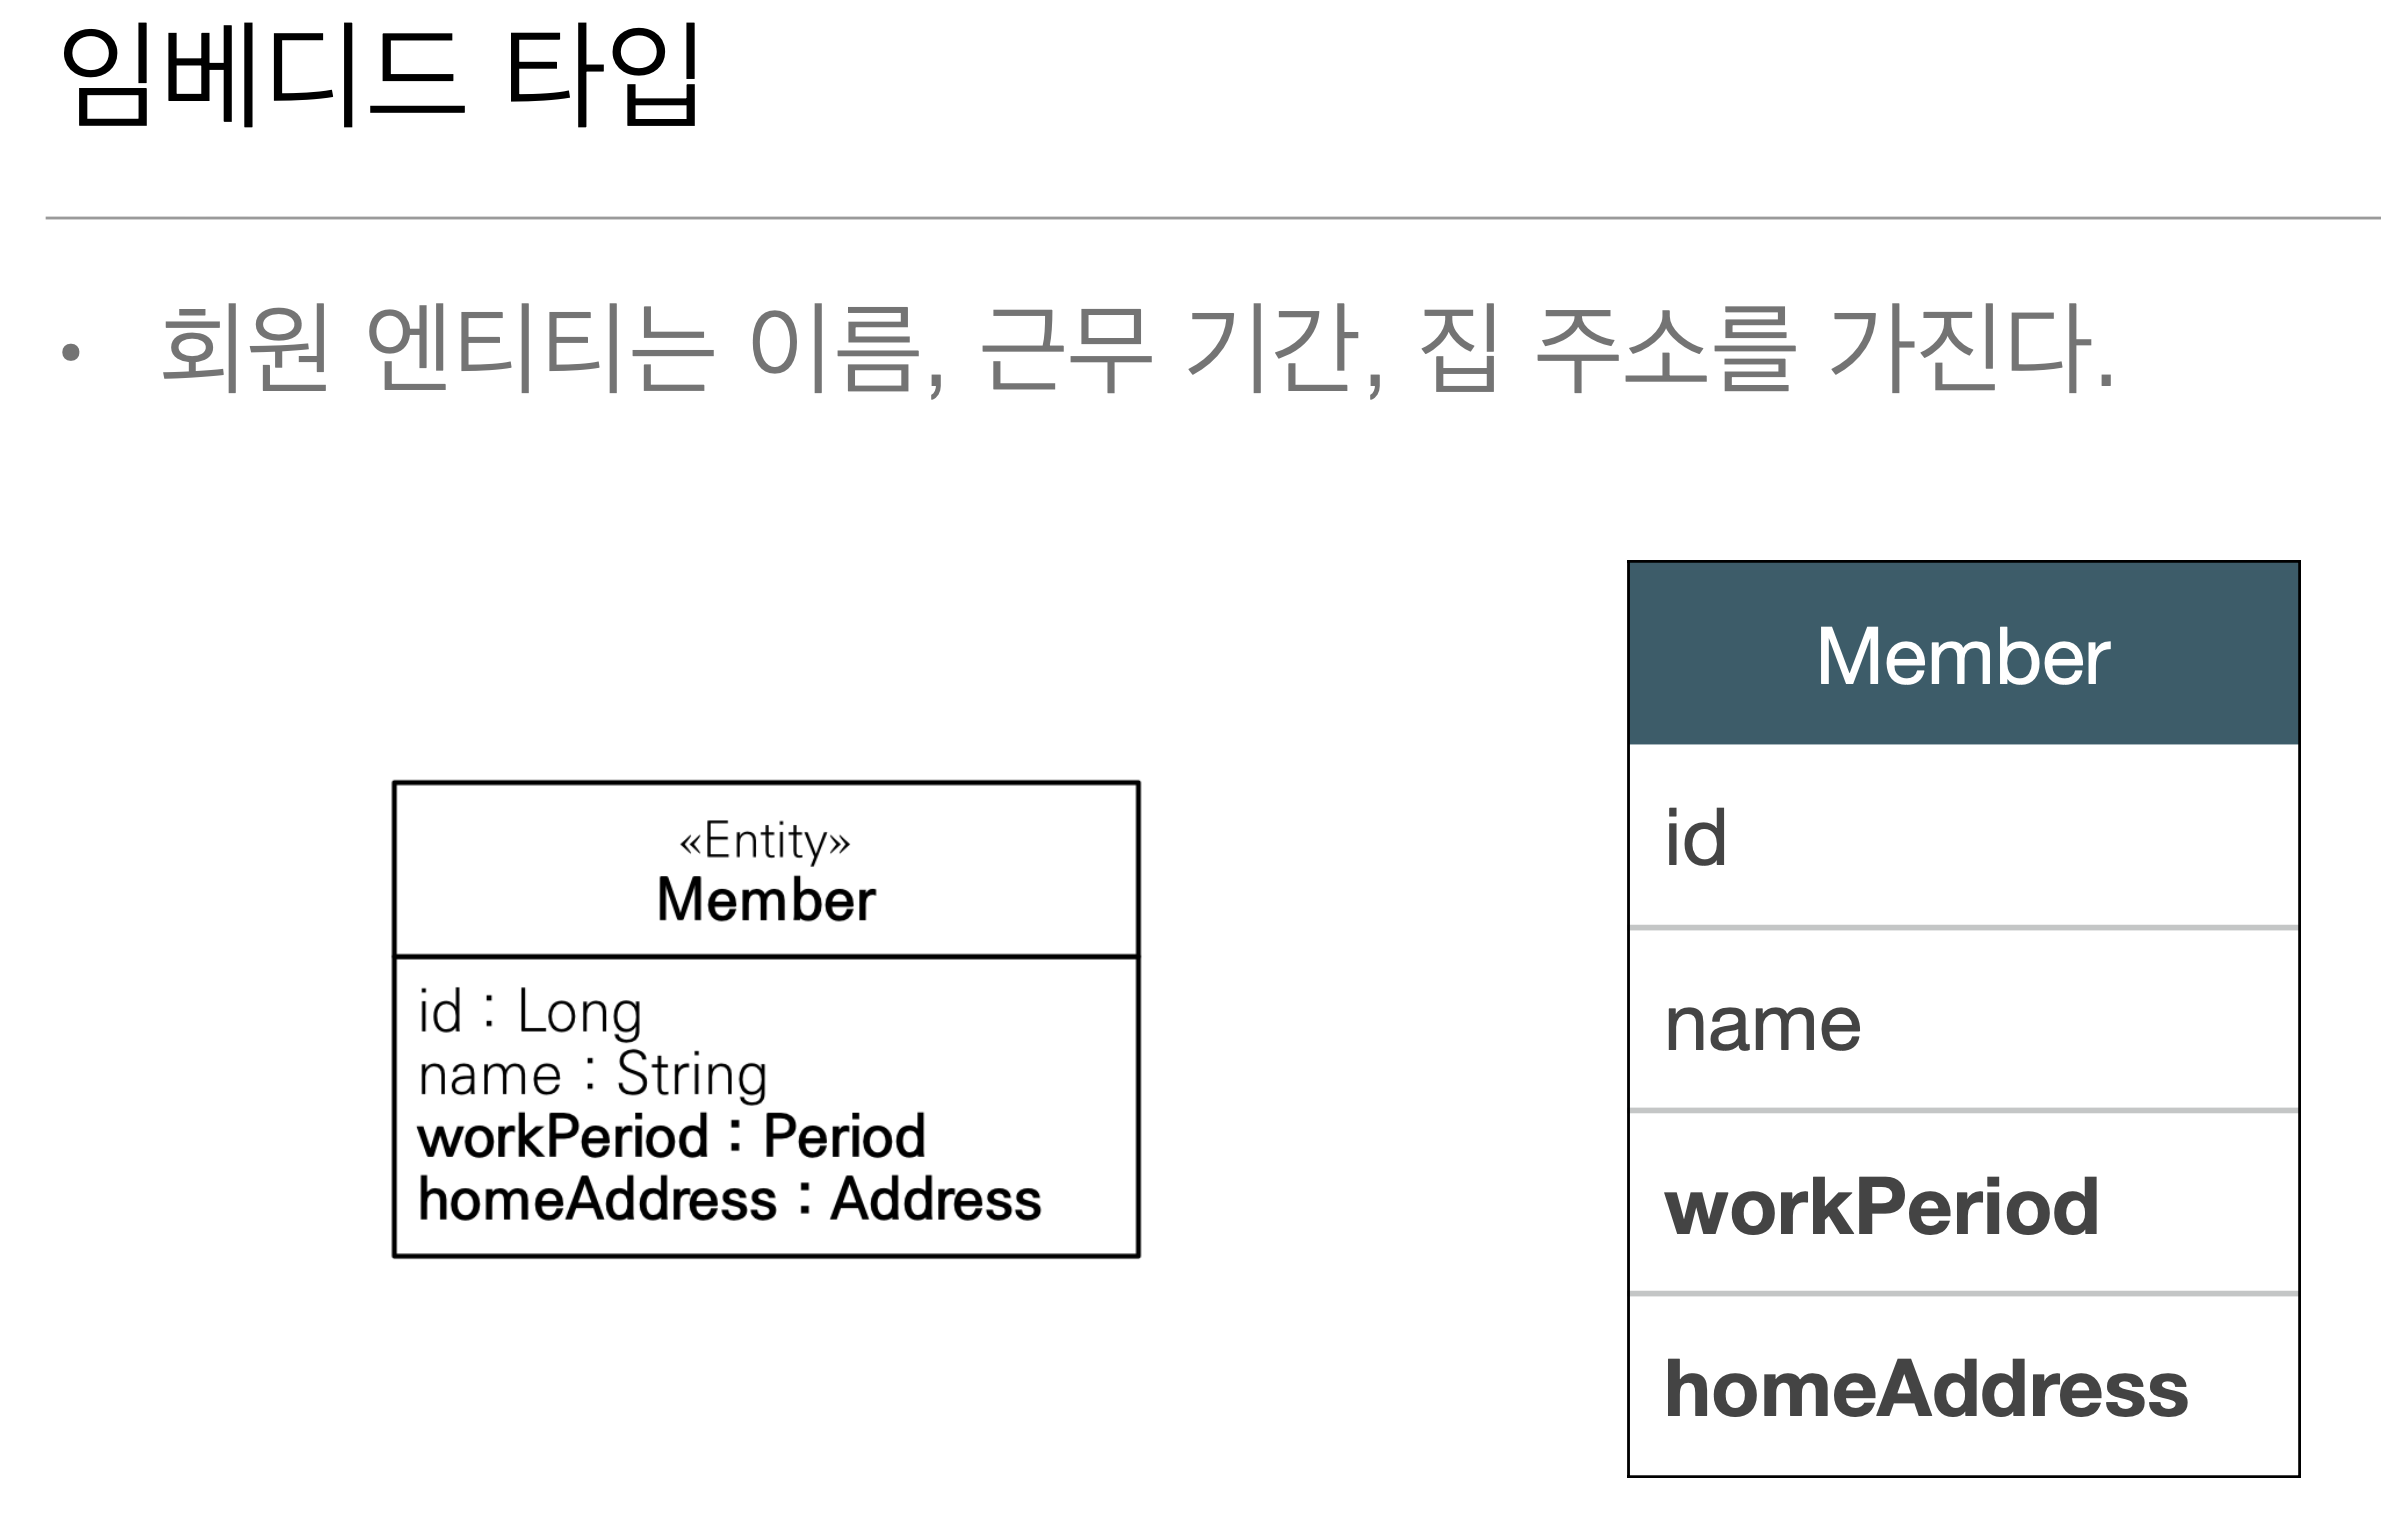 임베디드 타입
• 회원 엔티티는 이름, 근무 기간, 집 주소를 가진다.
«Entity»
Member
id : Long
name : String
workPeriod : Period
homeAddress : Address
Member
id
name
workPeriod
homeAddress